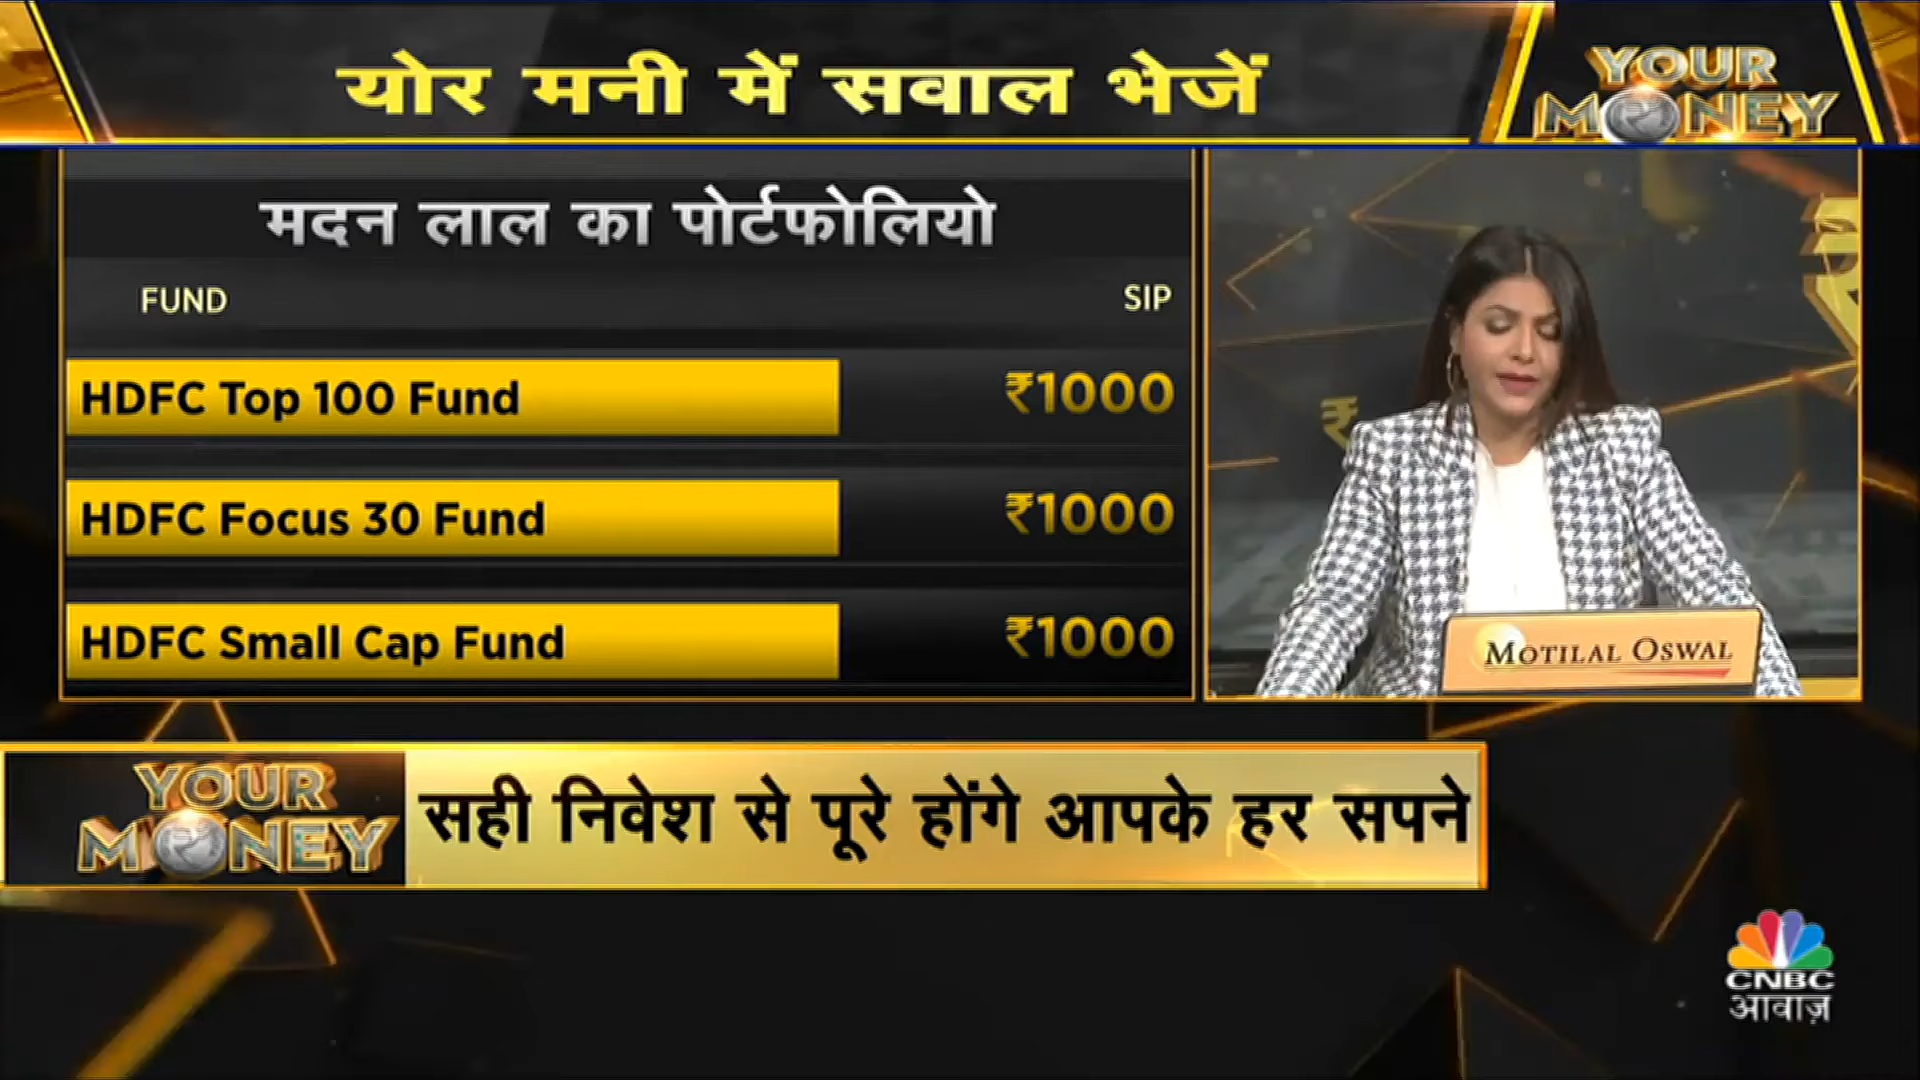 योर मनी में सवाल भेजें
YOUR
MONEY
मदन लाल का पोर्टफोलियो
FUND SIP
HDFC Top 100 Fund ₹1000
HDFC Focus 30 Fund ₹1000
HDFC Small Cap Fund ₹1000
MOTILAL OSWAL
YOUR
MONEY
सही निवेश से पूरे होंगे आपके हर सपने
CNBC
आवाज़